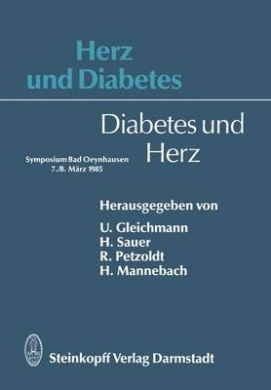 Herz
und Diabetes
Diabetes und
Herz
Symposium Bad Oeynhausen
7./8. März 1985
Herausgegeben von
U. Gleichmann
H. Sauer
R. Petzoldt
H. Mannebach
Steinkopff Verlag Darmstadt